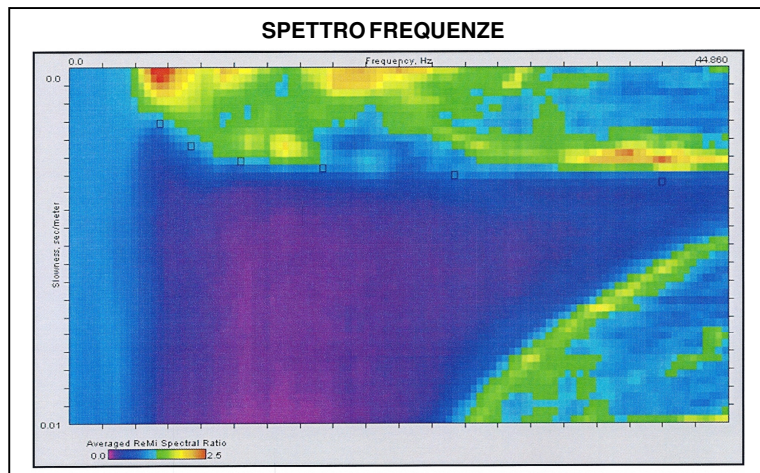 SPETTRO FREQUENZE
0.0 Frequency, Hz 44.860
0.0
Slowness, sec/meter
0.01
Averaged ReMi Spectral Ratio
0.0 2.5